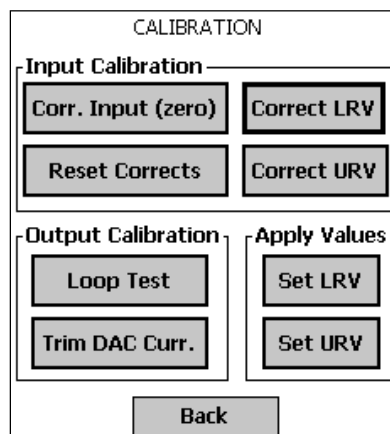 CALIBRATION
Input Calibration
Corr. Input (zero) Correct LRV
Reset Corrects Correct URV
Output Calibration Apply Values
Loop Test Set LRV
Trim DAC Curr. Set URV
Back